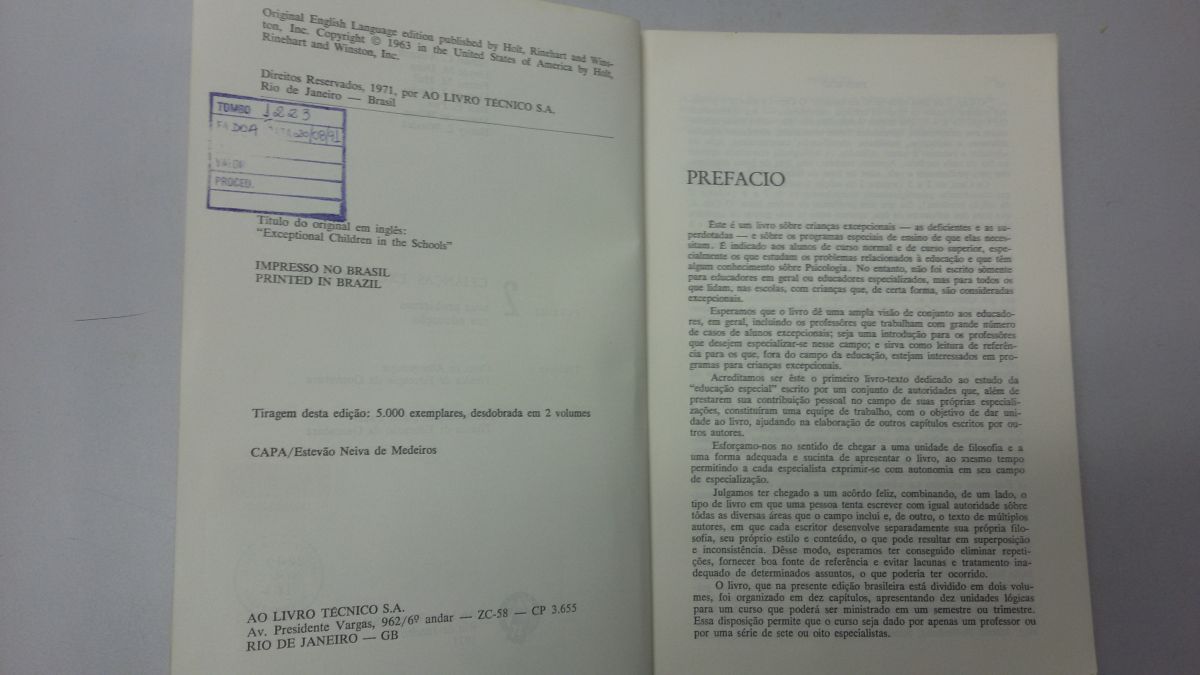 Original English Language edition published by Holt, Rinehart and Wins-
ton, Inc. Copyright © 1963 in the United States of America by Holt,
Rinehart and Winston, Inc.
Direitos Reservados, 1971, por AO LIVRO TÉCNICO S.A.
Rio de Janeiro — Brasil
TOMBO 1223
DOA 20/08/91
VALOR
PROCED.
Título do original em inglês:
"Exceptional Children in the Schools"
IMPRESSO NO BRASIL
PRINTED IN BRAZIL
Tiragem desta edição: 5.000 exemplares, desdobrada em 2 volumes
CAPA/Estevão Neiva de Medeiros
AO LIVRO TÉCNICO S.A.
Av. Presidente Vargas, 962/6º andar — ZC-58 — CP 3.655
RIO DE JANEIRO — GB
PREFACIO
Êste é um livro sôbre crianças excepcionais — as deficientes e as su-
perdotadas — e sôbre os programas especiais de ensino de que elas neces-
sitam. É indicado aos alunos de curso normal e de curso superior, espe-
cialmente os que estudam os problemas relacionados à educação e que têm
algum conhecimento sôbre Psicologia. No entanto, não foi escrito sòmente
para educadores em geral ou educadores especializados, mas para todos os
que lidam, nas escolas, com crianças que, de certa forma, são consideradas
excepcionais.
Esperamos que o livro dê uma ampla visão de conjunto aos educado-
res, em geral, incluindo os professôres que trabalham com grande número
de casos de alunos excepcionais; seja uma introdução para os professôres
que desejem especializar-se nesse campo; e sirva como leitura de referên-
cia para os que, fora do campo da educação, estejam interessados em pro-
gramas para crianças excepcionais.
Acreditamos ser êste o primeiro livro-texto dedicado ao estudo da
"educação especial" escrito por um conjunto de autoridades que, além de
prestarem sua contribuição pessoal no campo de suas próprias especiali-
zações, constituíram uma equipe de trabalho, com o objetivo de dar uni-
dade ao livro, ajudando na elaboração de outros capítulos escritos por ou-
tros autores.
Esforçamo-nos no sentido de chegar a uma unidade de filosofia e a
uma forma adequada e sucinta de apresentar o livro, ao mesmo tempo
permitindo a cada especialista exprimir-se com autonomia em seu campo
de especialização.
Julgamos ter chegado a um acôrdo feliz, combinando, de um lado, o
tipo de livro em que uma pessoa tenta escrever com igual autoridade sôbre
tôdas as diversas áreas que o campo inclui e, de outro, o texto de múltiplos
autores, em que cada escritor desenvolve separadamente sua própria filo-
sofia, seu próprio estilo e conteúdo, o que pode resultar em superposição
e inconsistência. Dêsse modo, esperamos ter conseguido eliminar repeti-
ções, fornecer boa fonte de referência e evitar lacunas e tratamento ina-
dequado de determinados assuntos, o que poderia ter ocorrido.
O livro, que na presente edição brasileira está dividido em dois volu-
mes, foi organizado em dez capítulos, apresentando dez unidades lógicas
para um curso que poderá ser ministrado em um semestre ou trimestre.
Essa disposição permite que o curso seja dado por apenas um professor ou
por uma série de sete ou oito especialistas.